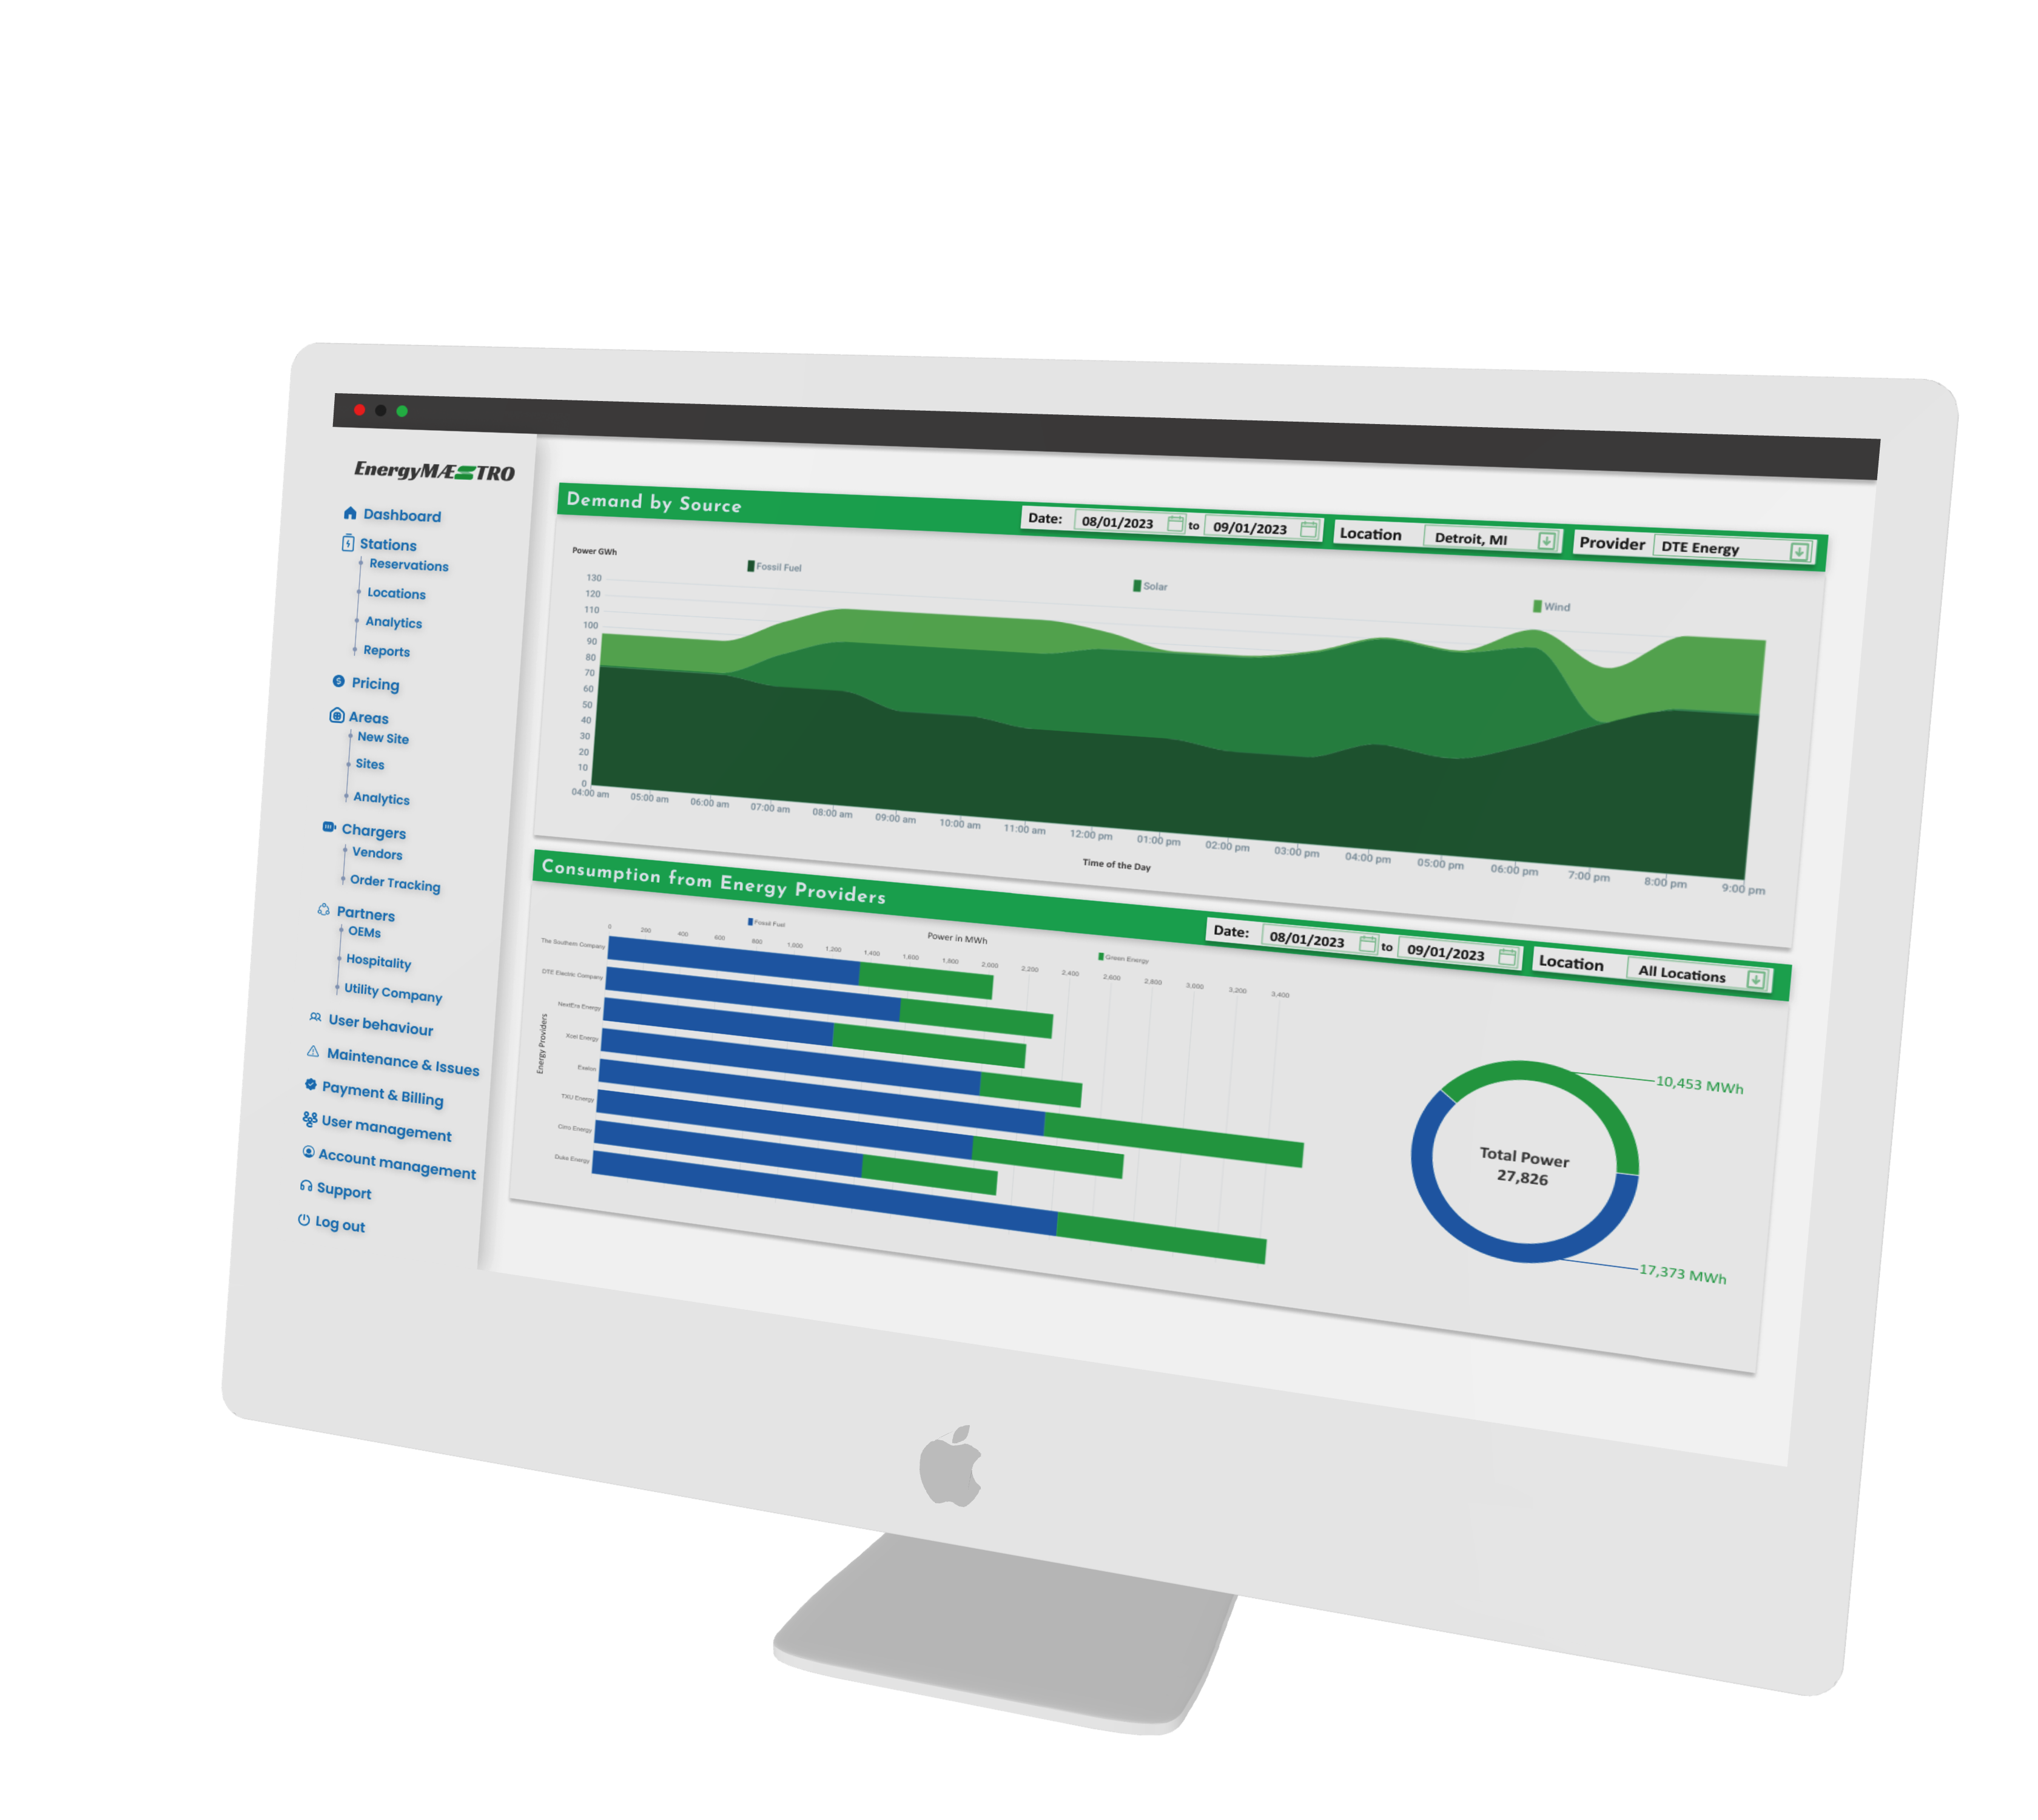 EnergyMÆSTRO
Dashboard
Stations
Reservations
Locations
Analytics
Reports
Pricing
Areas
New Site
Sites
Analytics
Chargers
Vendors
Order Tracking
Partners
OEMs
Hospitality
Utility Company
User behaviour
Maintenance & Issues
Payment & Billing
User management
Account management
Support
Log out
Demand by Source
Date: 08/01/2023 to 09/01/2023 Location Detroit, MI Provider DTE Energy
Power GWh
Fossil Fuel Solar Wind
130
120
110
100
90
80
70
60
50
40
30
20
10
0
04:00 am 05:00 am 06:00 am 07:00 am 08:00 am 09:00 am 10:00 am 11:00 am 12:00 pm 01:00 pm 02:00 pm 03:00 pm 04:00 pm 05:00 pm 06:00 pm 7:00 pm 8:00 pm 9:00 pm
Time of the Day
Consumption from Energy Providers
Date: 08/01/2023 to 09/01/2023 Location All Locations
Fossil Fuel Power in MWh Green Energy
0 200 400 600 800 1,000 1,200 1,400 1,600 1,800 2,000 2,200 2,400 2,600 2,800 3,000 3,200 3,400
Energy Providers
The Southern Company
DTE Electric Company
NextEra Energy
Xcel Energy
Exelon
TXU Energy
Cirro Energy
Duke Energy
10,453 MWh
Total Power
27,826
17,373 MWh